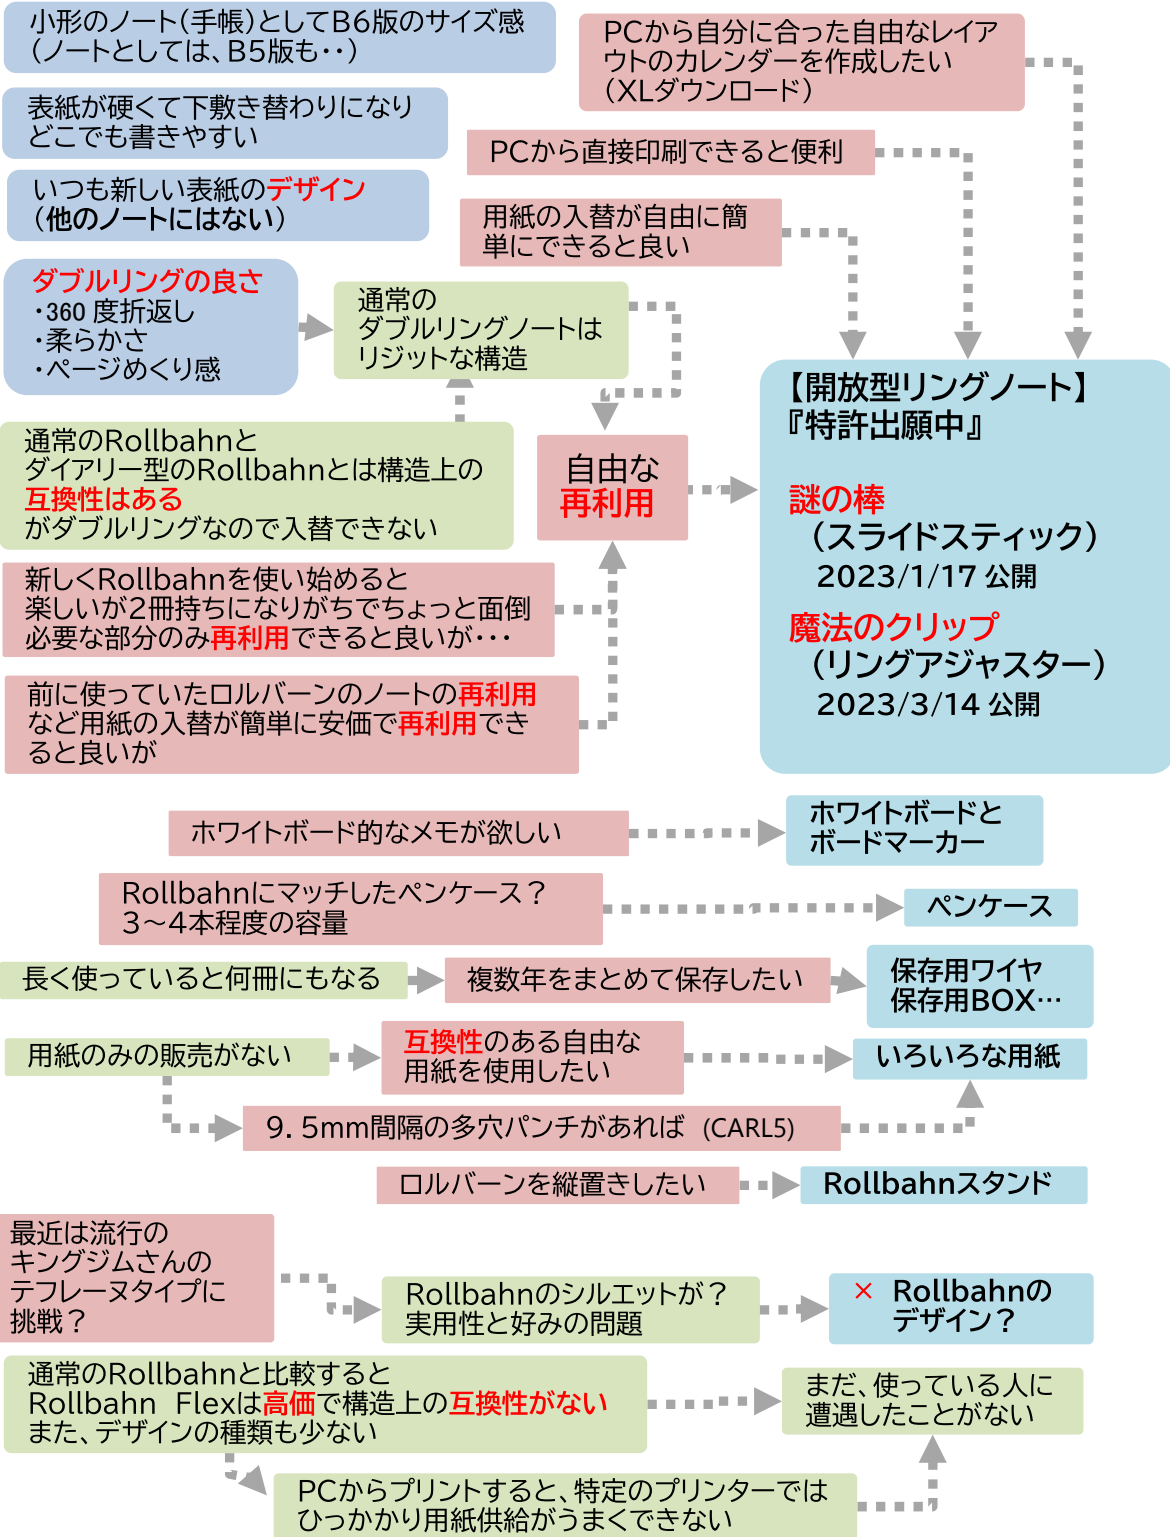 小形のノート(手帳)としてB6版のサイズ感
(ノートとしては、B5版も・・)
PCから自分に合った自由なレイア
ウトのカレンダーを作成したい
(XLダウンロード)
表紙が硬くて下敷き替わりになり
どこでも書きやすい
PCから直接印刷できると便利
いつも新しい表紙のデザイン
(他のノートにはない)
用紙の入替が自由に簡
単にできると良い
ダブルリングの良さ
・360 度折返し
・柔らかさ
・ページめくり感
通常の
ダブルリングノートは
リジットな構造
【開放型リングノート】
『特許出願中』
謎の棒
(スライドスティック)
2023/1/17 公開
魔法のクリップ
(リングアジャスター)
2023/3/14 公開
通常のRollbahnと
ダイアリー型のRollbahnとは構造上の
互換性はある
がダブルリングなので入替できない
自由な
再利用
新しくRollbahnを使い始めると
楽しいが2冊持ちになりがちでちょっと面倒
必要な部分のみ再利用できると良いが・・・
前に使っていたロルバーンのノートの再利用
など用紙の入替が簡単に安価で再利用でき
ると良いが
ホワイトボード的なメモが欲しい
ホワイトボードと
ボードマーカー
Rollbahnにマッチしたペンケース?
3～4本程度の容量
ペンケース
長く使っていると何冊にもなる
複数年をまとめて保存したい
保存用ワイヤ
保存用BOX…
用紙のみの販売がない
互換性のある自由な
用紙を使用したい
いろいろな用紙
9.5mm間隔の多穴パンチがあれば (CARL5)
ロルバーンを縦置きしたい
Rollbahnスタンド
最近は流行の
キングジムさんの
テフレーヌタイプに
挑戦?
Rollbahnのシルエットが?
実用性と好みの問題
× Rollbahnの
デザイン?
通常のRollbahnと比較すると
Rollbahn Flexは高価で構造上の互換性がない
また、デザインの種類も少ない
まだ、使っている人に
遭遇したことがない
PCからプリントすると、特定のプリンターでは
ひっかかり用紙供給がうまくできない